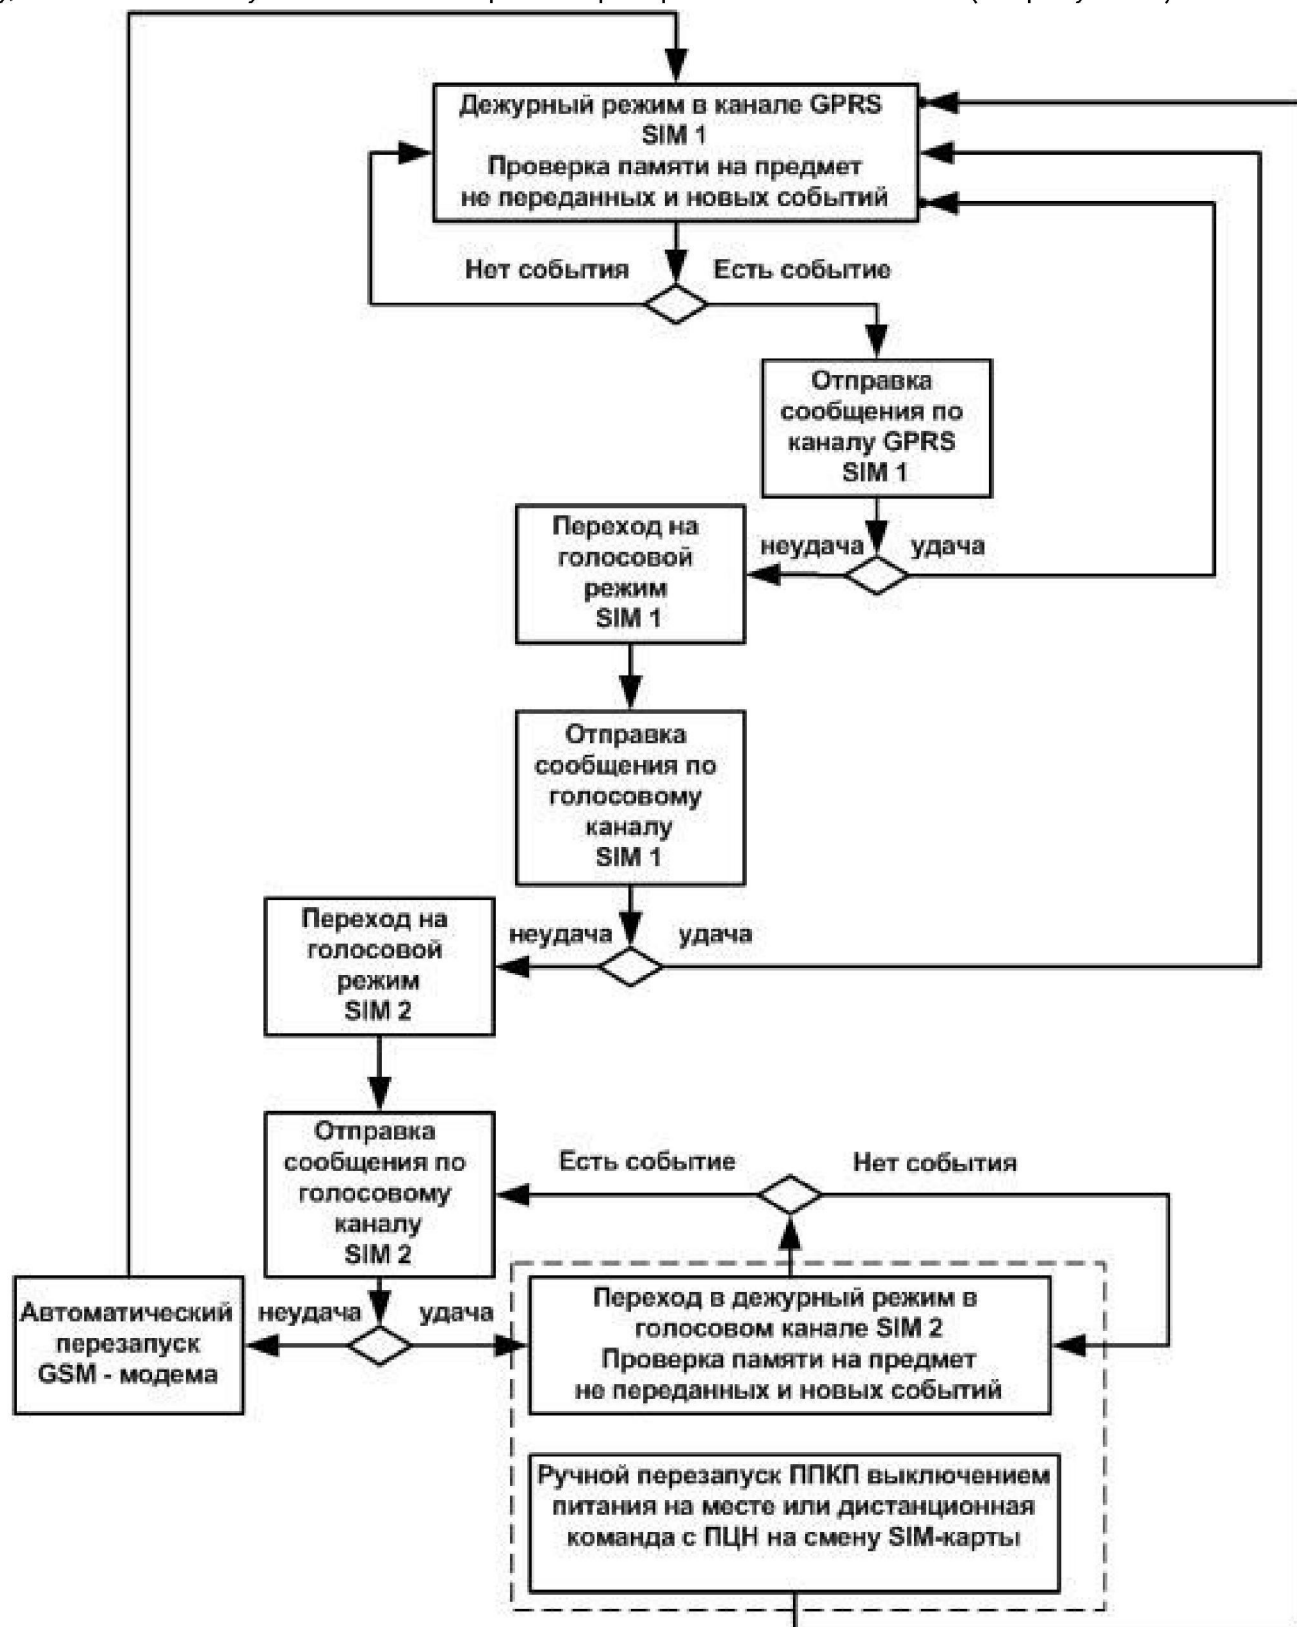 Дежурный режим в канале GPRS
SIM 1
Проверка памяти на предмет
не переданных и новых событий
Нет события
Есть событие
Отправка
сообщения по
каналу GPRS
SIM 1
неудача
удача
Переход на
голосовой
режим
SIM 1
Отправка
сообщения по
голосовому
каналу
SIM 1
неудача
удача
Переход на
голосовой
режим
SIM 2
Отправка
сообщения по
голосовому
каналу
SIM 2
Есть событие
Нет события
неудача
удача
Автоматический
перезапуск
GSM - модема
Переход в дежурный режим в
голосовом канале SIM 2
Проверка памяти на предмет
не переданных и новых событий
Ручной перезапуск ППКП выключением
питания на месте или дистанционная
команда с ПЦН на смену SIM-карты